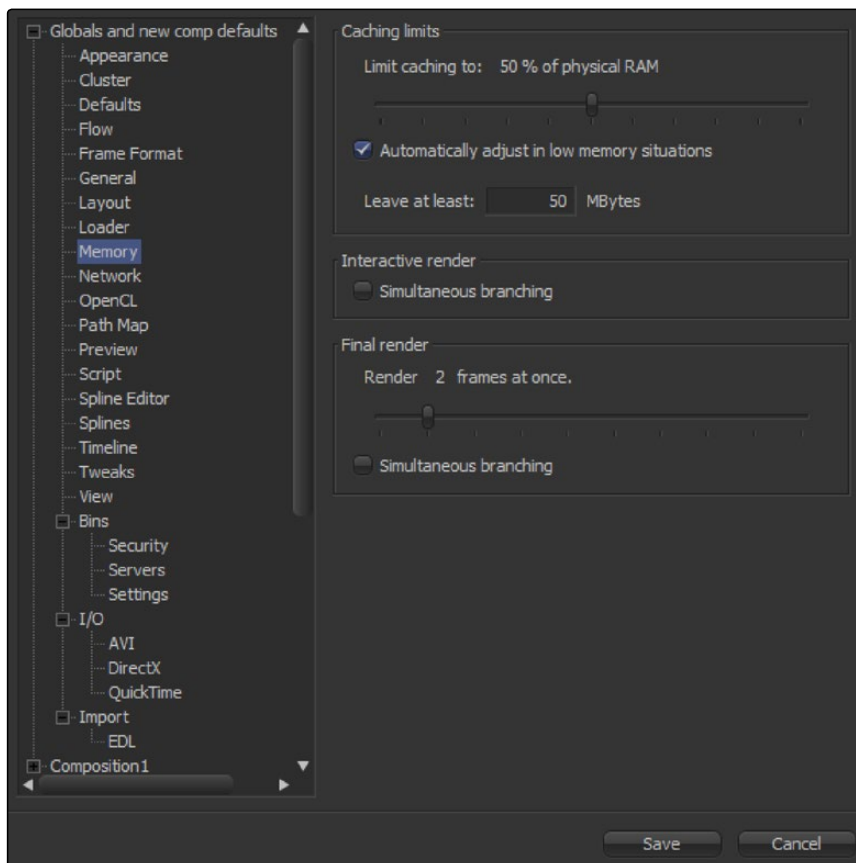 Globals and new comp defaults
Appearance
Cluster
Defaults
Flow
Frame Format
General
Layout
Loader
Memory
Network
OpenCL
Path Map
Preview
Script
Spline Editor
Splines
Timeline
Tweaks
View
Bins
Security
Servers
Settings
I/O
AVI
DirectX
QuickTime
Import
EDL
Composition1
Caching limits
Limit caching to: 50 % of physical RAM
Automatically adjust in low memory situations
Leave at least: 50 MBytes
Interactive render
Simultaneous branching
Final render
Render 2 frames at once.
Simultaneous branching
Save Cancel